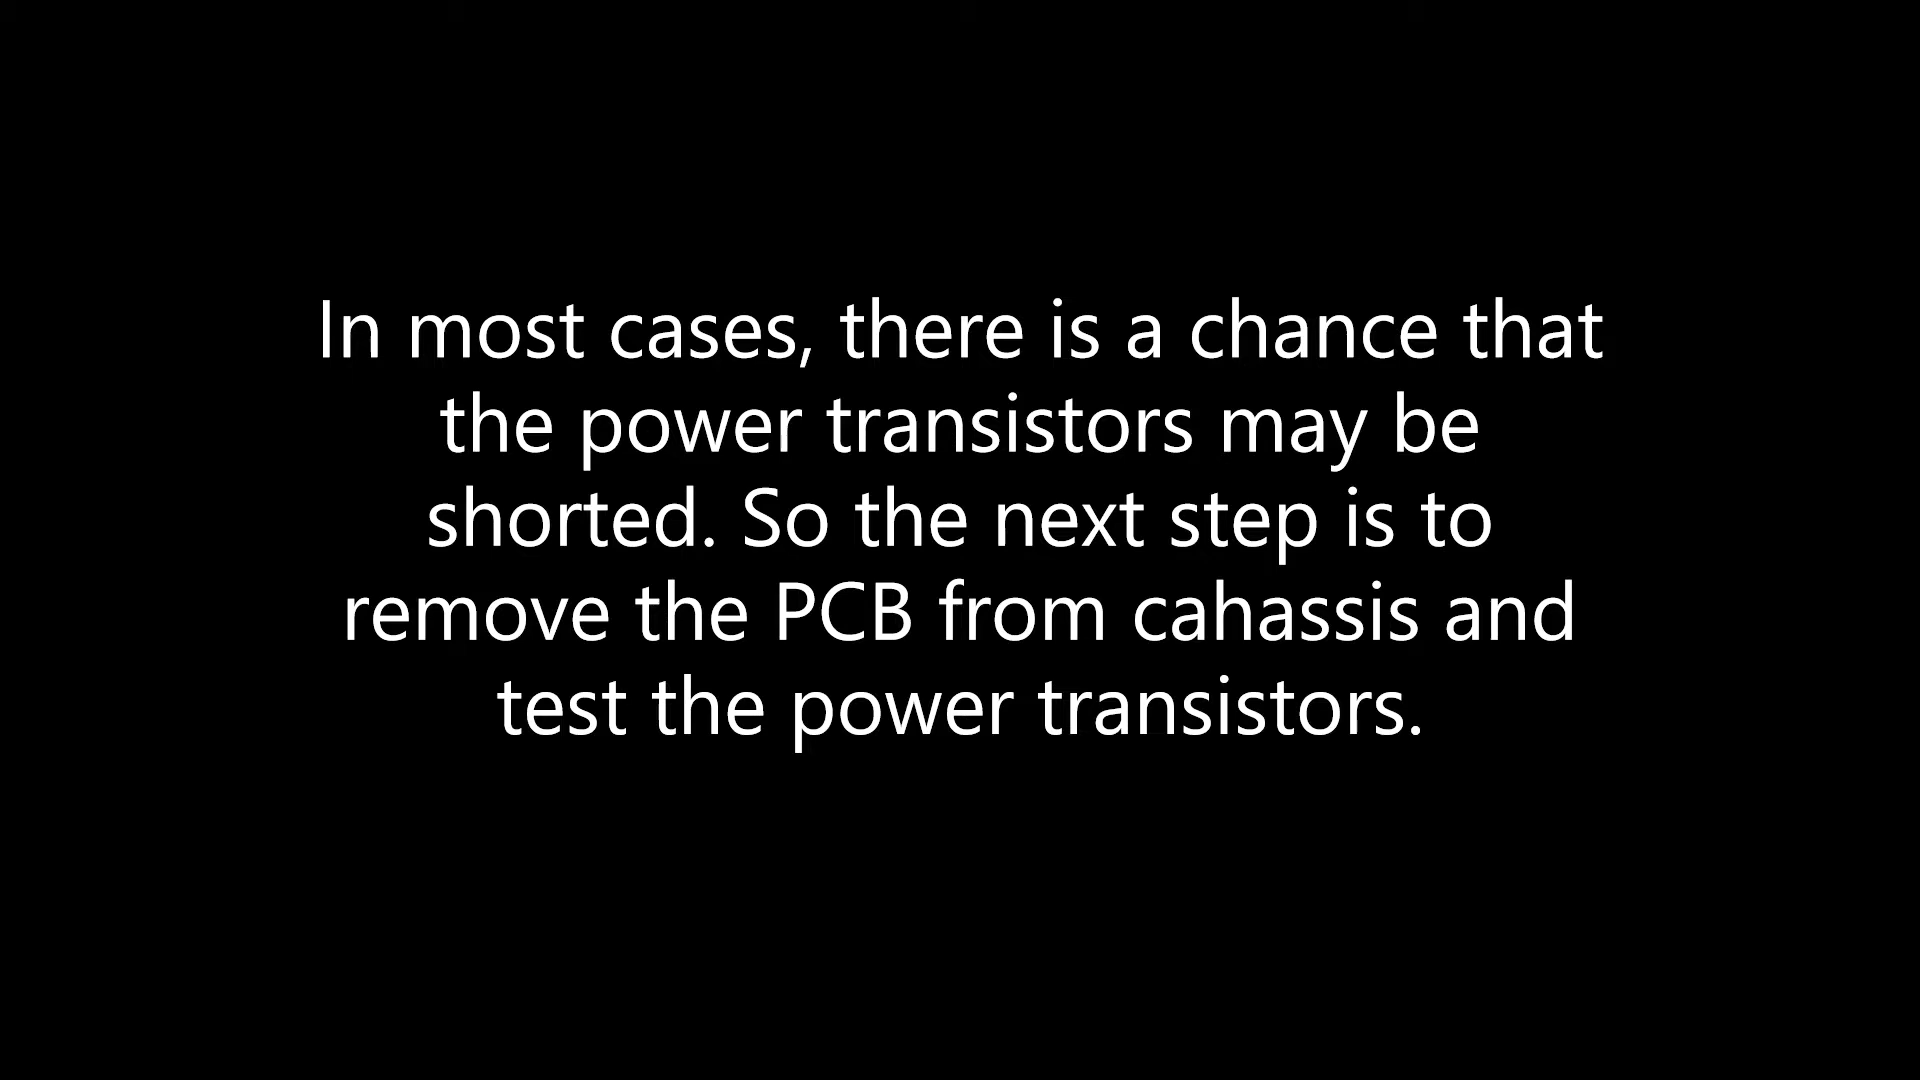 In most cases, there is a chance that
the power transistors may be
shorted. So the next step is to
remove the PCB from cahassis and
test the power transistors.